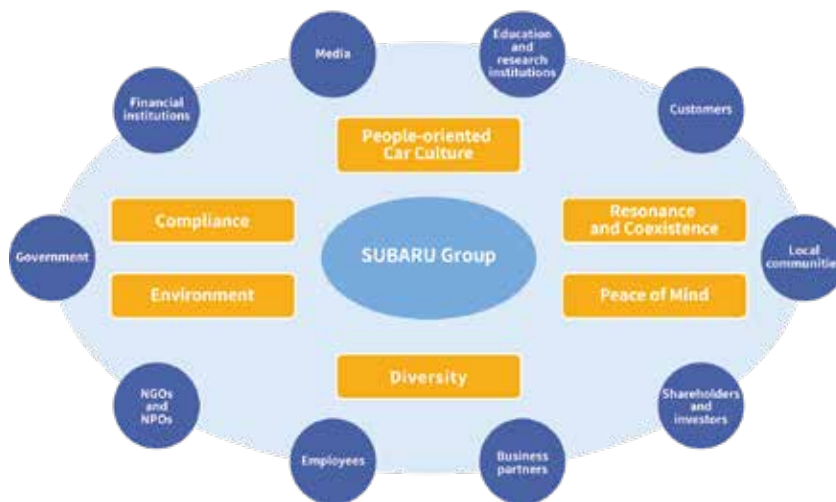 Media
Education
and
research
institutions
Financial
institutions
Customers
People-oriented
Car Culture
Compliance
Resonance
and Coexistence
Government
SUBARU Group
Local
communitie
Environment
Peace of Mind
Diversity
NGOs
and
NPOs
Shareholders
and
investors
Employees
Business
partners